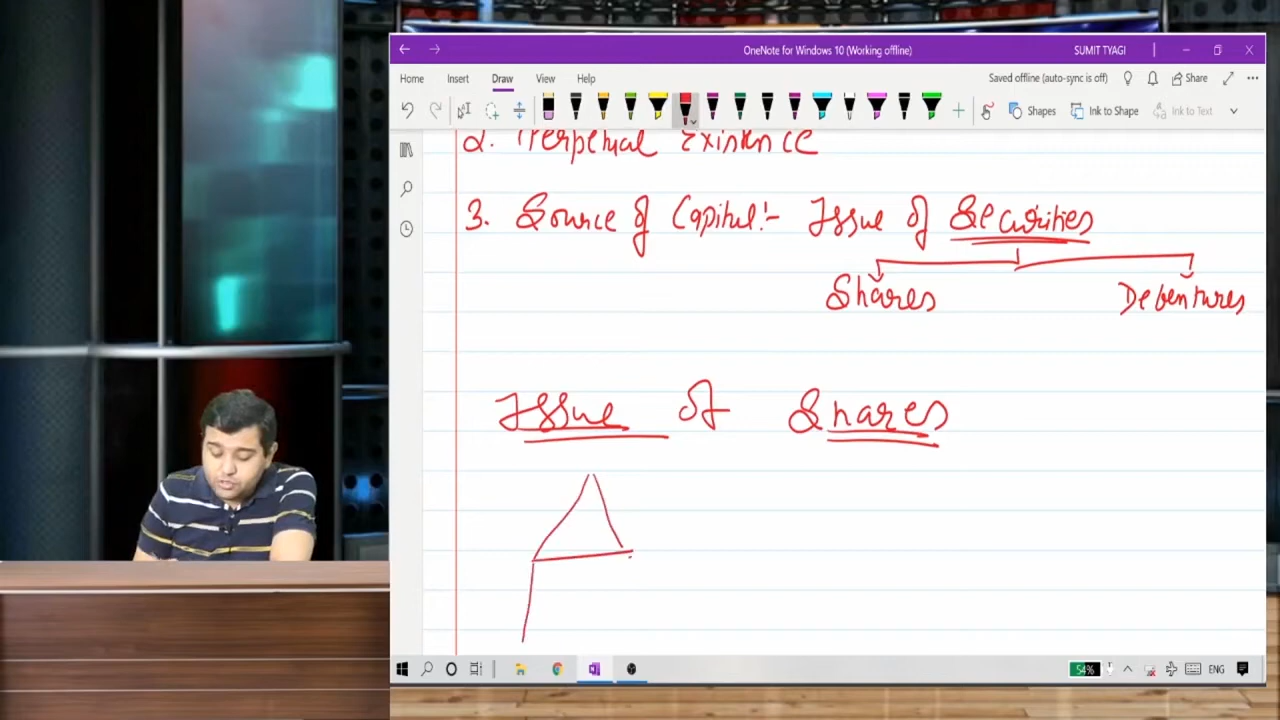 OneNote for Windows 10 (Working offline)
SUMIT TYAGI
Home Insert Draw View Help
Saved offline (auto-sync is off)
Share
Shapes
Ink to Shape
Ink to Text
2. Perpetual Existence
3. Source of Capital:- Issue of Securities
Shares
Debentures
Issue of Shares
54%
ENG